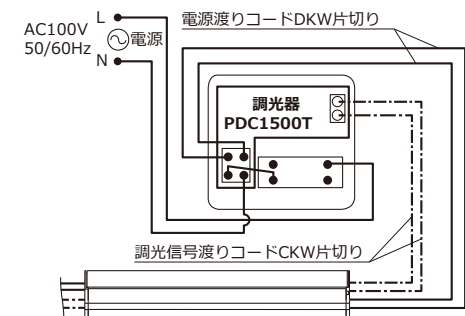 電源渡りコードDKW片切り
L
AC100V
50/60Hz
電源
N
調光器
PDC1500T
調光信号渡りコードCKW片切り